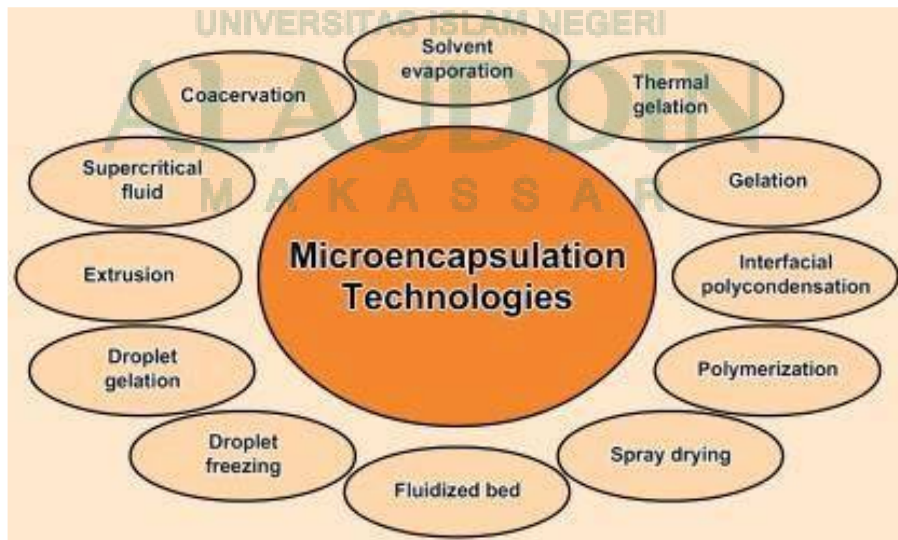 UNIVERSITAS ISLAM NEGERI
ALAUDDIN
MAKASSAR
Microencapsulation
Technologies
Solvent
evaporation
Thermal
gelation
Gelation
Interfacial
polycondensation
Polymerization
Spray drying
Fluidized bed
Droplet
freezing
Droplet
gelation
Extrusion
Supercritical
fluid
Coacervation